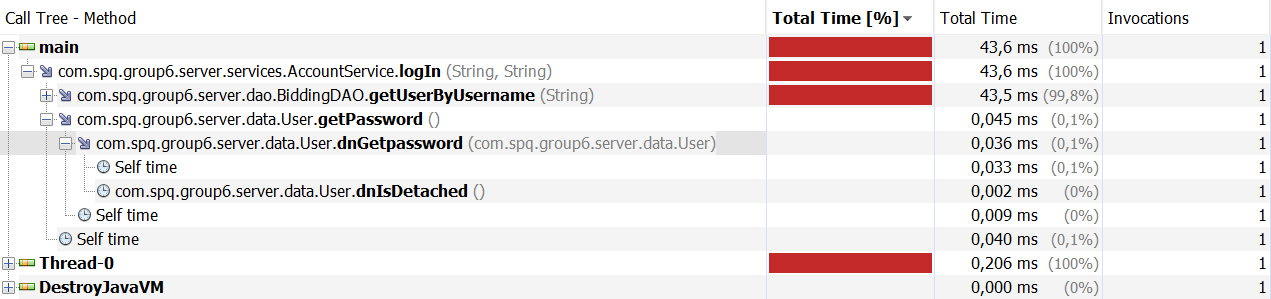 Call Tree - Method Total Time [%] Total Time Invocations
main 43,6 ms (100%) 1
com.spq.group6.server.services.AccountService.logIn (String, String) 43,6 ms (100%) 1
com.spq.group6.server.dao.BiddingDAO.getUserByUsername (String) 43,5 ms (99,8%) 1
com.spq.group6.server.data.User.getPassword () 0,045 ms (0,1%) 1
com.spq.group6.server.data.User.dnGetpassword (com.spq.group6.server.data.User) 0,036 ms (0,1%) 1
Self time 0,033 ms (0,1%) 1
com.spq.group6.server.data.User.dnIsDetached () 0,002 ms (0%) 1
Self time 0,009 ms (0%) 1
Self time 0,040 ms (0,1%) 1
Thread-0 0,206 ms (100%) 1
DestroyJavaVM 0,000 ms (0%) 1